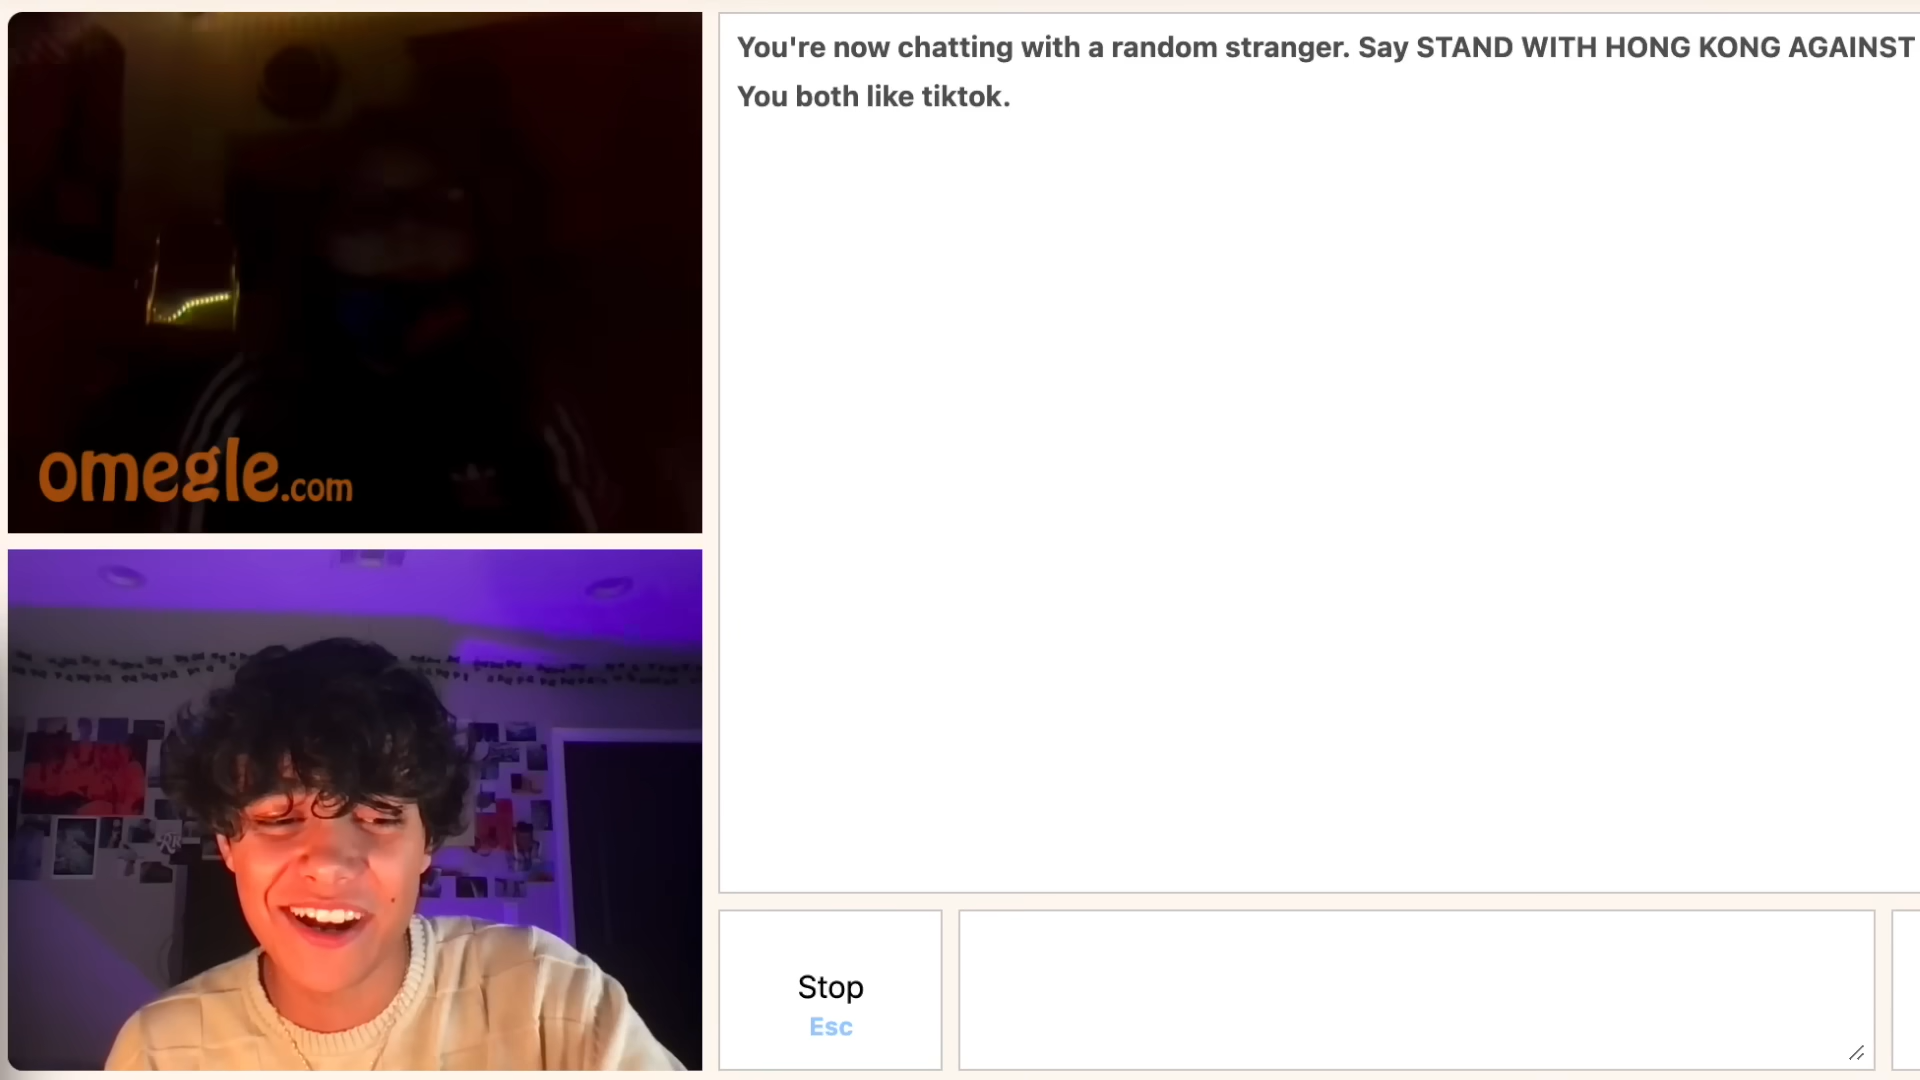 You're now chatting with a random stranger. Say STAND WITH HONG KONG AGAINST
You both like tiktok.
omegle.com
Stop
Esc